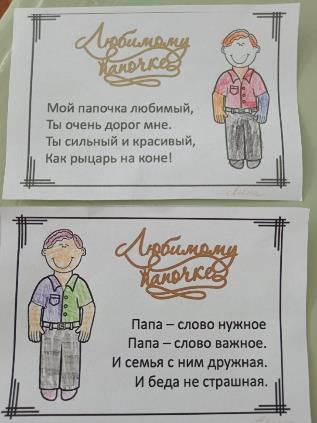 Любимому
Папочке
Мой папочка любимый,
Ты очень дорог мне.
Ты сильный и красивый,
Как рыцарь на коне!
Любимому
Папочке
Папа – слово нужное
Папа – слово важное.
И семья с ним дружная.
И беда не страшная.